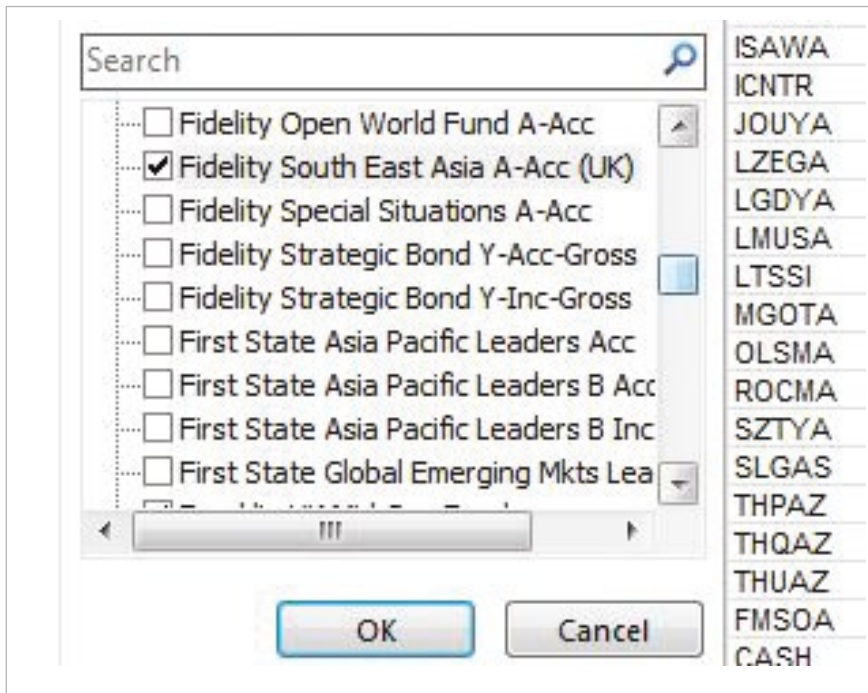 Search
Fidelity Open World Fund A-Acc
Fidelity South East Asia A-Acc (UK)
Fidelity Special Situations A-Acc
Fidelity Strategic Bond Y-Acc-Gross
Fidelity Strategic Bond Y-Inc-Gross
First State Asia Pacific Leaders Acc
First State Asia Pacific Leaders B Acc
First State Asia Pacific Leaders B Inc
First State Global Emerging Mkts Lea
OK
Cancel
ISAWA
ICNTR
JOUYA
LZEGA
LGDYA
LMUSA
LTSSI
MGOTA
OLSMA
ROCMA
SZTYA
SLGAS
THPAZ
THQAZ
THUAZ
FMSOA
CASH